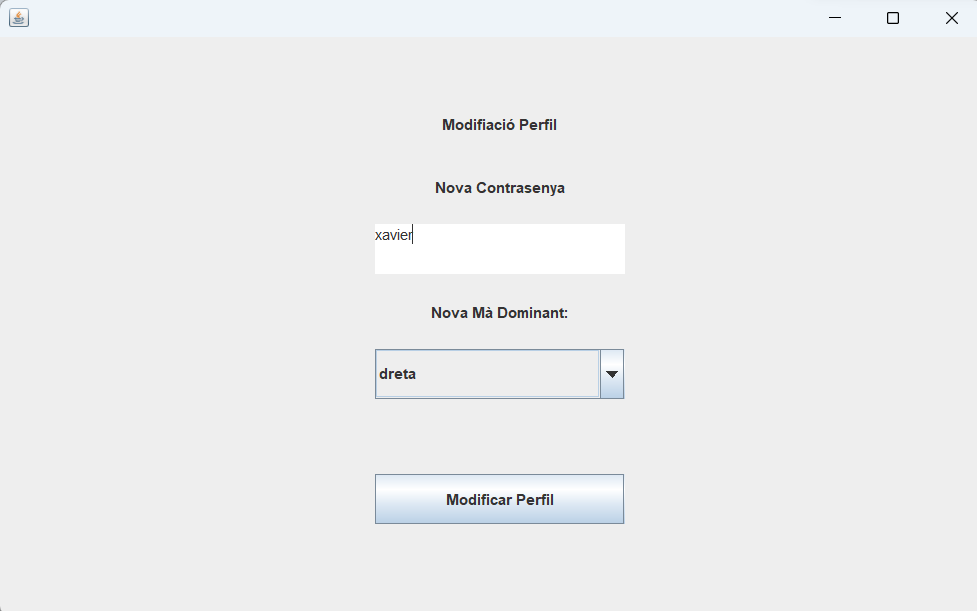 Modifiació Perfil
Nova Contrasenya
xavier
Nova Mà Dominant:
dreta
Modificar Perfil